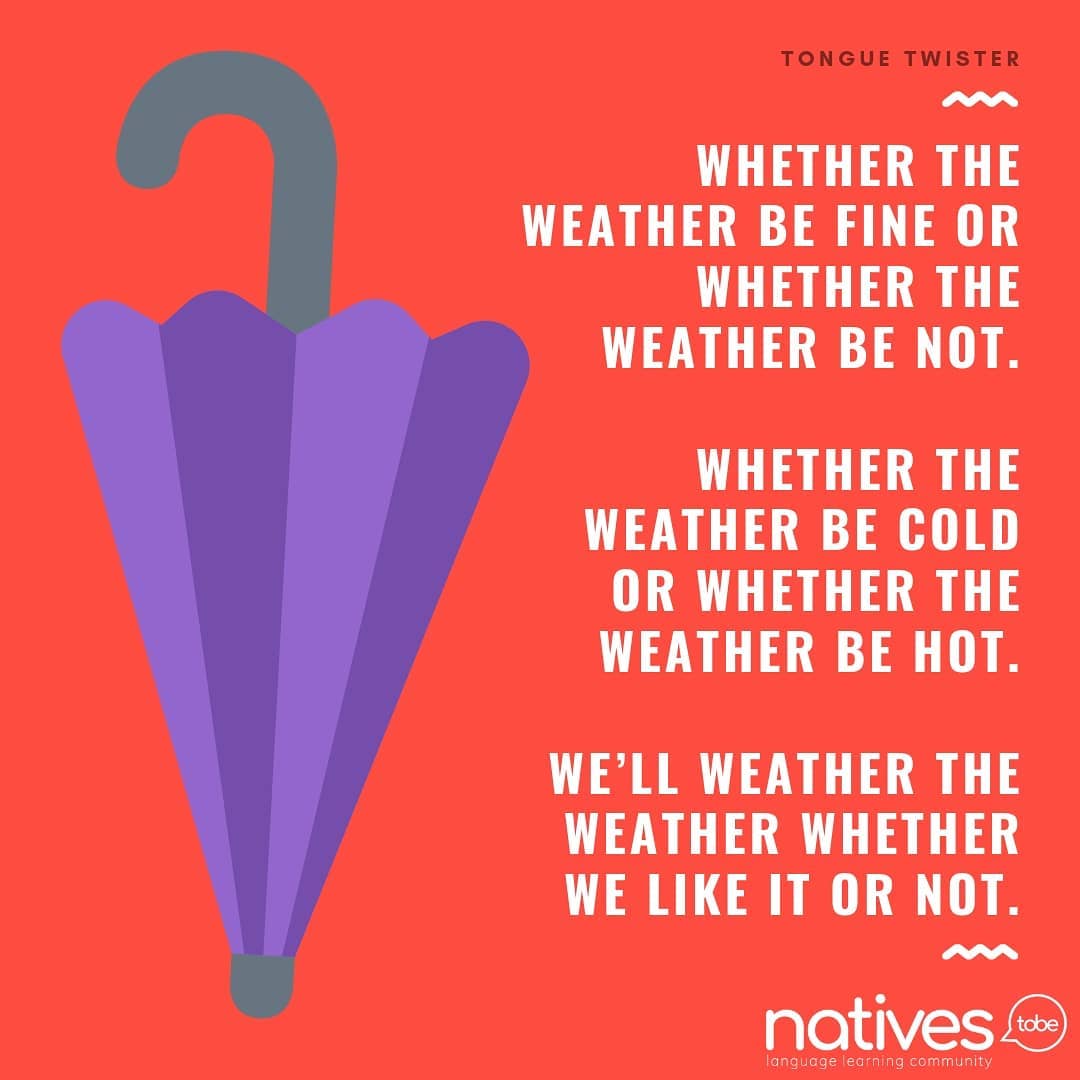 TONGUE TWISTER
WHETHER THE
WEATHER BE FINE OR
WHETHER THE
WEATHER BE NOT.
WHETHER THE
WEATHER BE COLD
OR WHETHER THE
WEATHER BE HOT.
WE’LL WEATHER THE
WEATHER WHETHER
WE LIKE IT OR NOT.
natives tobe
language learning community